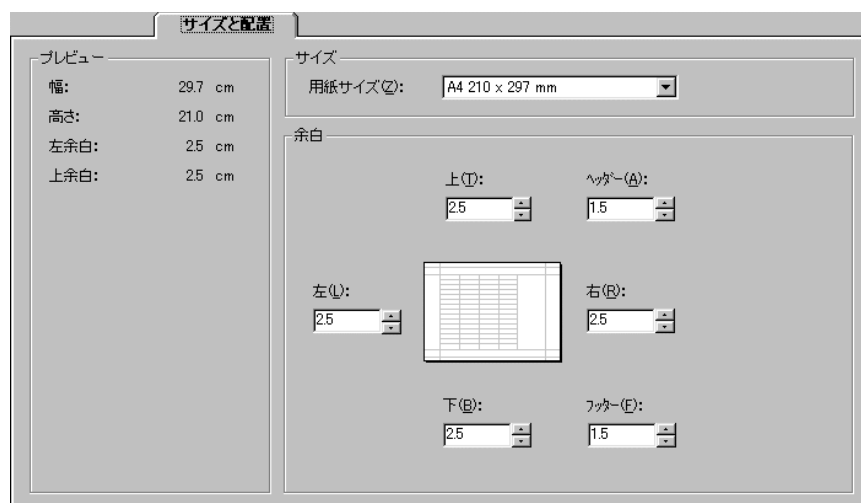 サイズと配置
プレビュー
幅: 29.7 cm
高さ: 21.0 cm
左余白: 2.5 cm
上余白: 2.5 cm
サイズ
用紙サイズ(Z): A4 210 x 297 mm
余白
上(T): ﾍｯﾀﾞｰ(A):
2.5 1.5
左(L): 右(R):
2.5 2.5
下(B): ﾌｯﾀｰ(F):
2.5 1.5